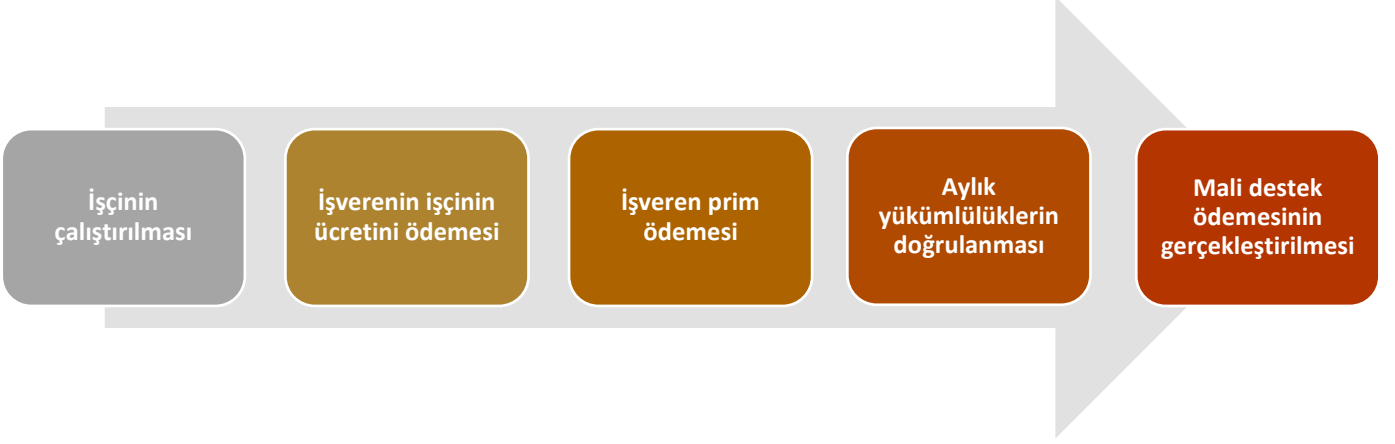 İşçinin
çalıştırılması
İşverenin işçinin
ücretini ödemesi
İşveren prim
ödemesi
Aylık
yükümlülüklerin
doğrulanması
Mali destek
ödemesinin
gerçekleştirilmesi